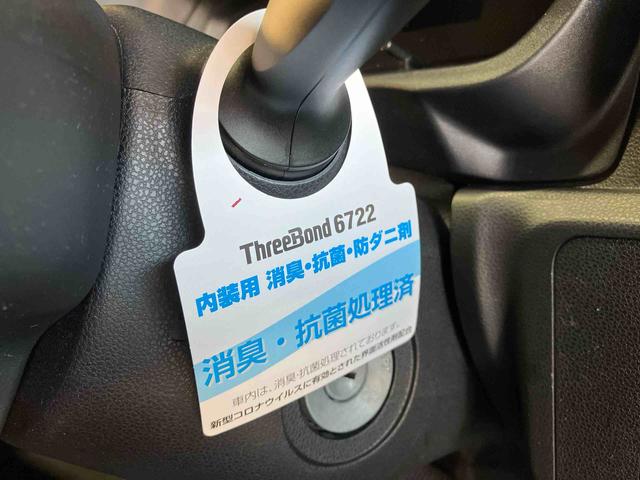 ThreeBond 6722
内装用 消臭・抗菌・防ダニ剤
消臭・抗菌処理済
車内は、消臭・抗菌処理されております。
新型コロナウイルスに有効とされた界面活性剤配合